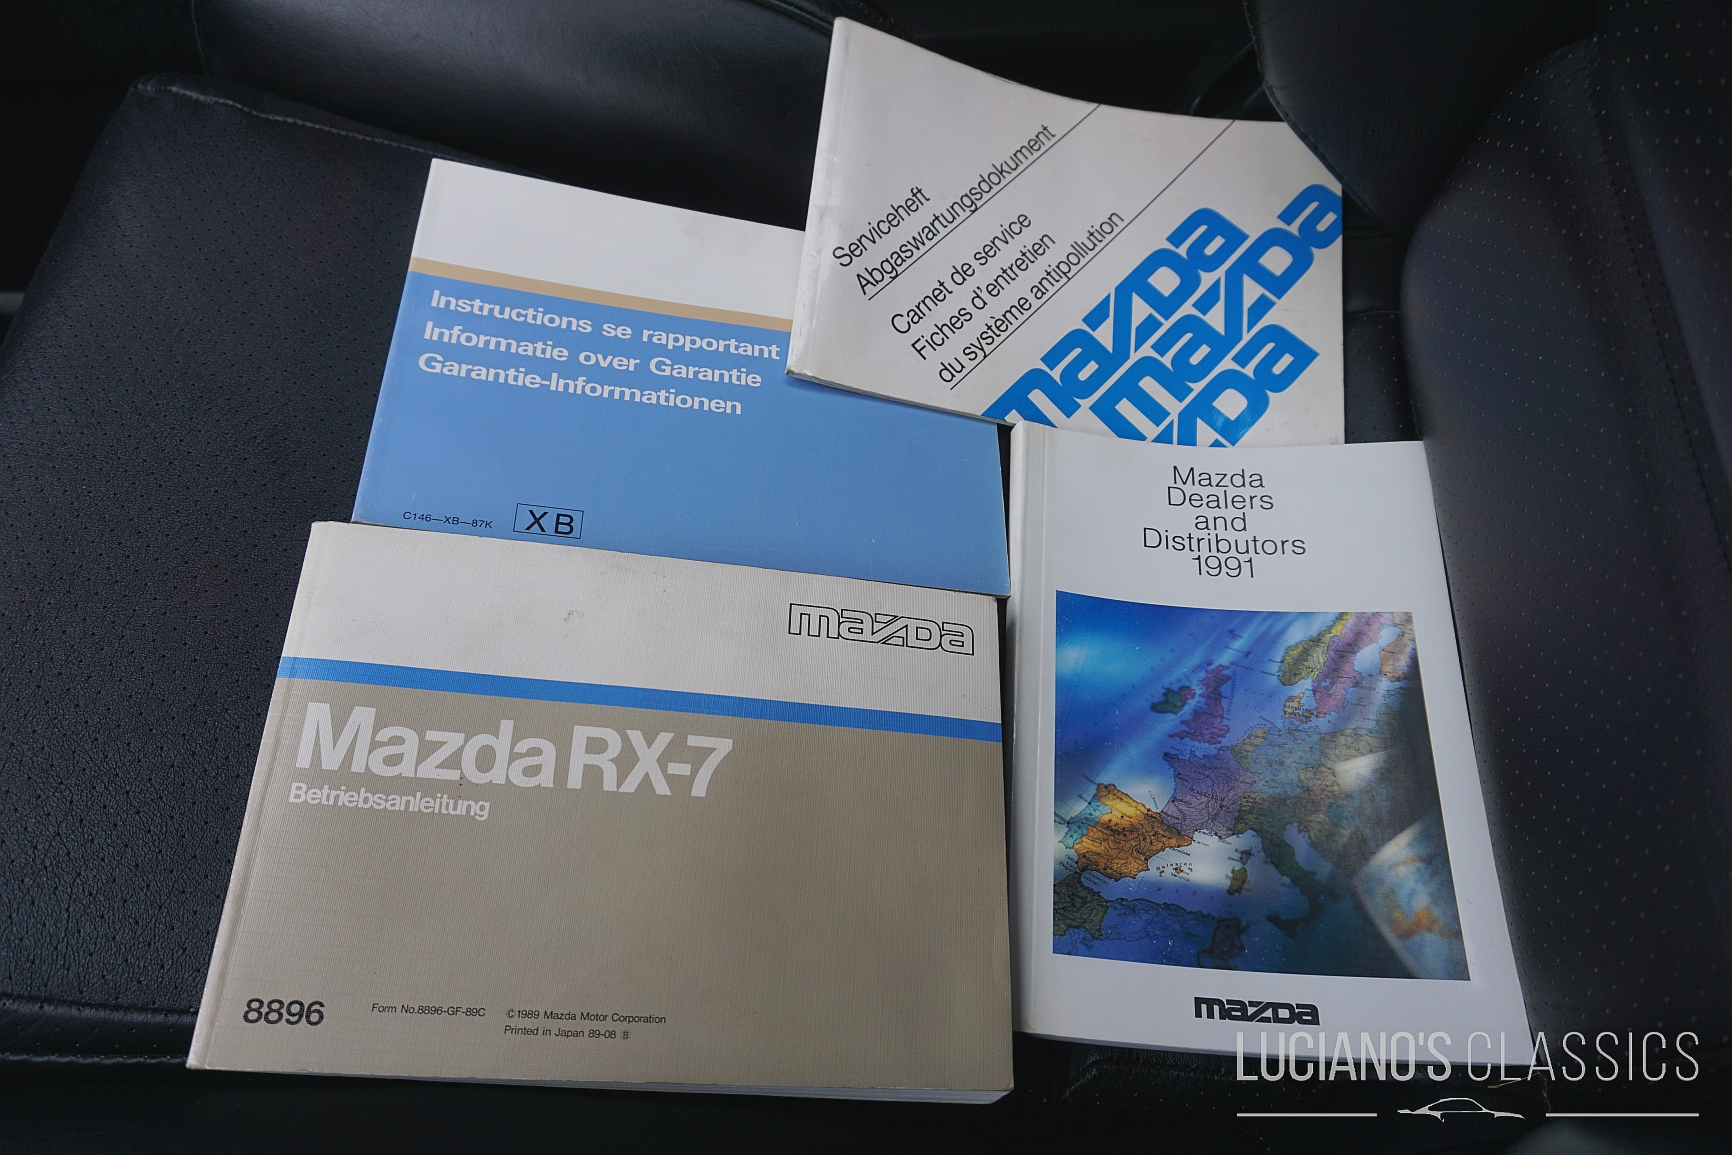 Serviceheft
Abgaswartungsdokument
Carnet de service
Fiches d'entretien
du système antipollution
mazda
mazda
zda
Instructions se rapportant
Informatie over Garantie
Garantie-Informationen
C146—XB—87K
XB
mazda
Mazda RX-7
Betriebsanleitung
8896
Form No.8896-GF-89C
©1989 Mazda Motor Corporation
Printed in Japan 89-08 Ⓑ
Mazda
Dealers
and
Distributors
1991
mazda
LUCIANO'S CLASSICS